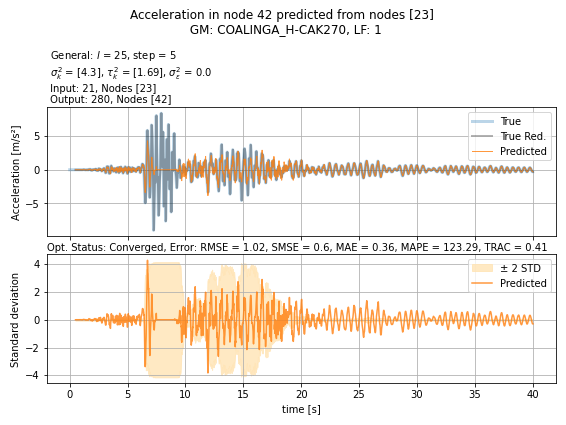 Acceleration in node 42 predicted from nodes [23]
GM: COALINGA_H-CAK270, LF: 1
General: l = 25, step = 5
σ²ₖ = [4.3], τ²ₖ = [1.69], σ²ε = 0.0
Input: 21, Nodes [23]
Output: 280, Nodes [42]
Acceleration [m/s²]
5
0
−5
True
True Red.
Predicted
Opt. Status: Converged, Error: RMSE = 1.02, SMSE = 0.6, MAE = 0.36, MAPE = 123.29, TRAC = 0.41
Standard deviation
4
2
0
−2
−4
± 2 STD
Predicted
0 5 10 15 20 25 30 35 40
time [s]